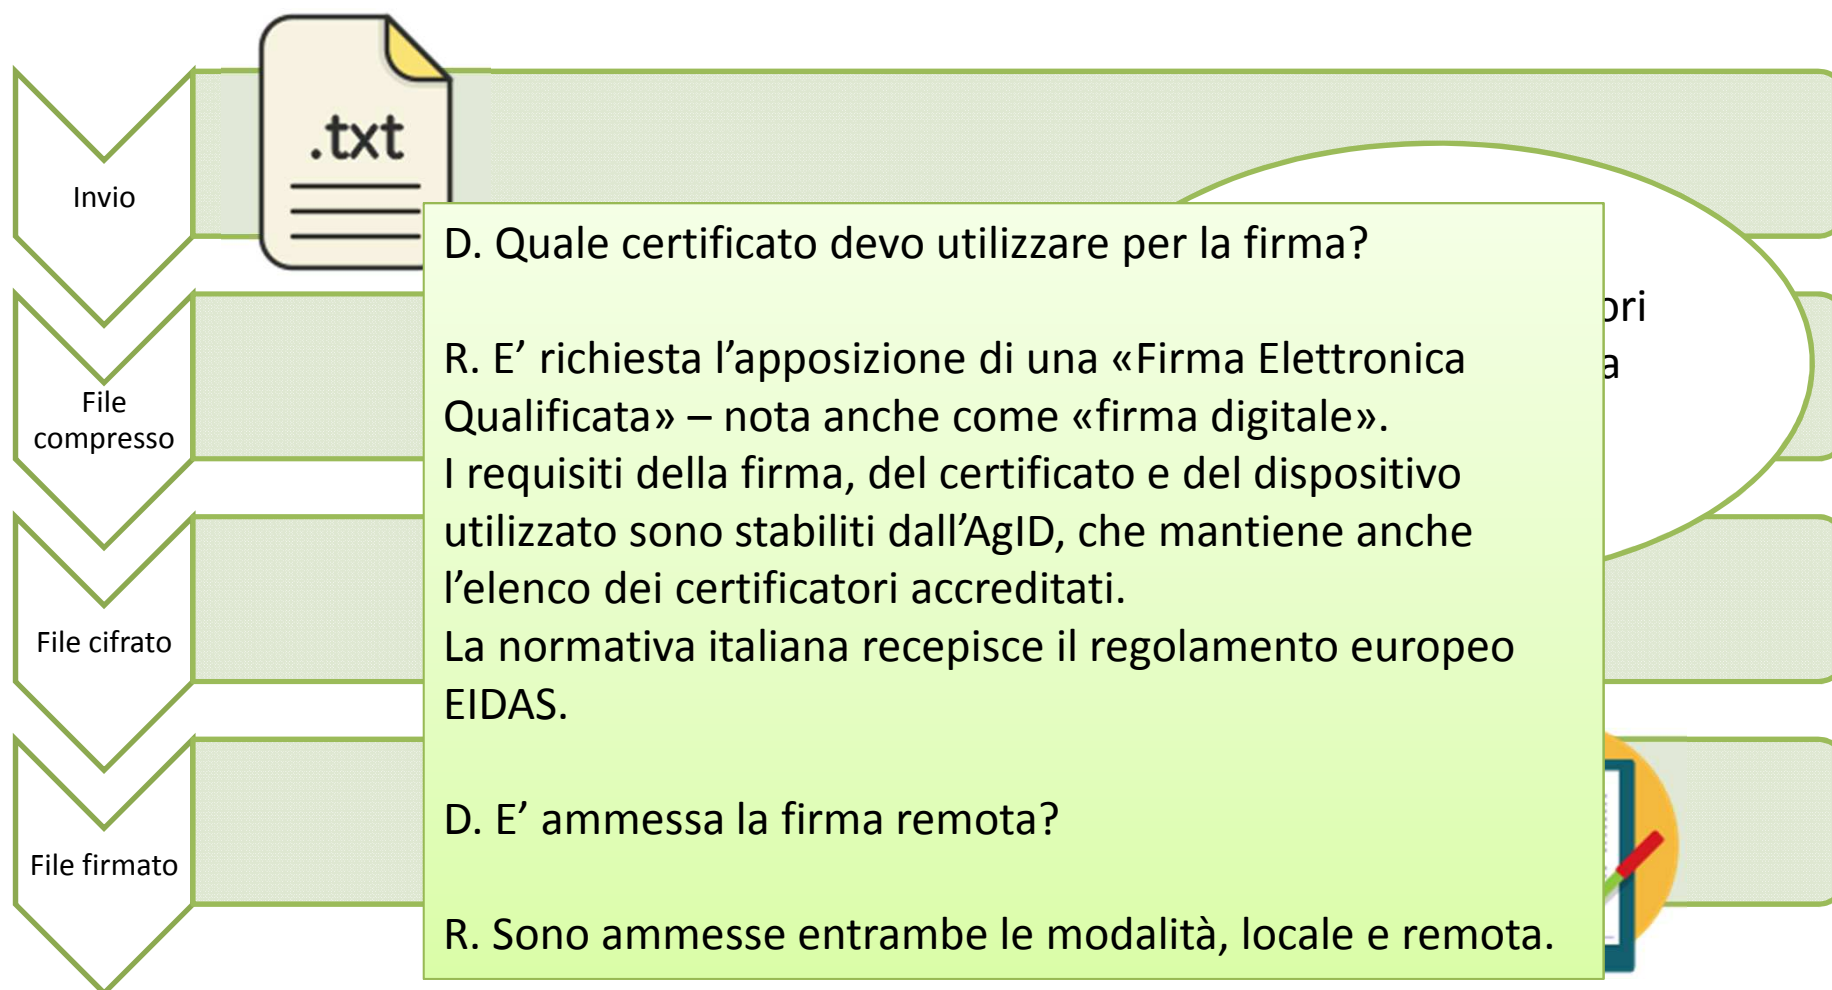 .txt
Invio
File
compresso
File cifrato
File firmato
D. Quale certificato devo utilizzare per la firma?
R. E’ richiesta l’apposizione di una «Firma Elettronica
Qualificata» – nota anche come «firma digitale».
I requisiti della firma, del certificato e del dispositivo
utilizzato sono stabiliti dall’AgID, che mantiene anche
l’elenco dei certificatori accreditati.
La normativa italiana recepisce il regolamento europeo
EIDAS.
D. E’ ammessa la firma remota?
R. Sono ammesse entrambe le modalità, locale e remota.